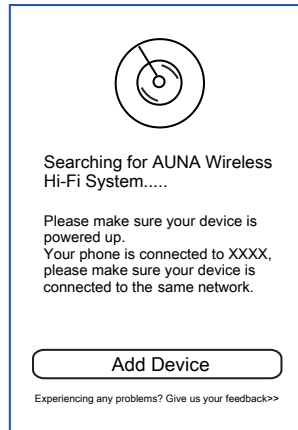 Searching for AUNA Wireless
Hi-Fi System.....
Please make sure your device is
powered up.
Your phone is connected to XXXX,
please make sure your device is
connected to the same network.
Add Device
Experiencing any problems? Give us your feedback>>